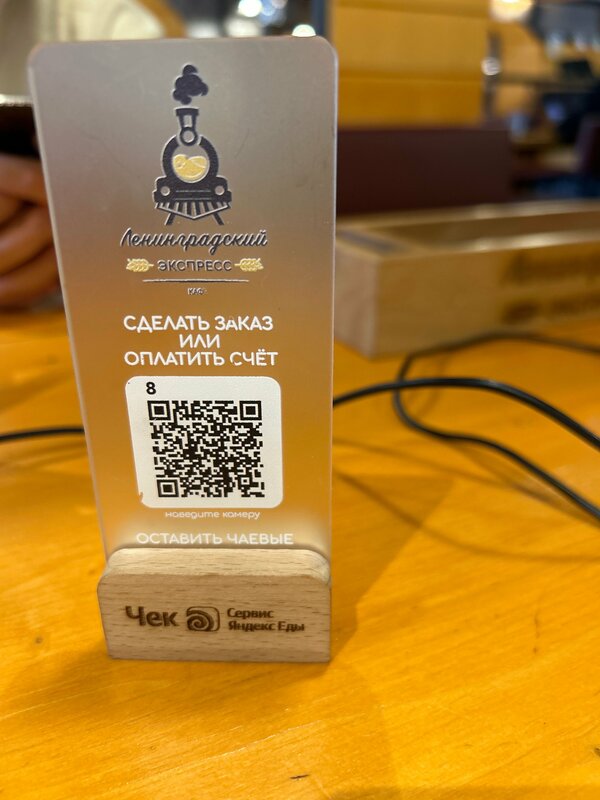 Ленинградский
ЭКСПРЕСС
КАФЕ
СДЕЛАТЬ ЗАКАЗ
ИЛИ
ОПЛАТИТЬ СЧЁТ
8
наведите камеру
ОСТАВИТЬ ЧАЕВЫЕ
Чек
Сервис
Яндекс Еды